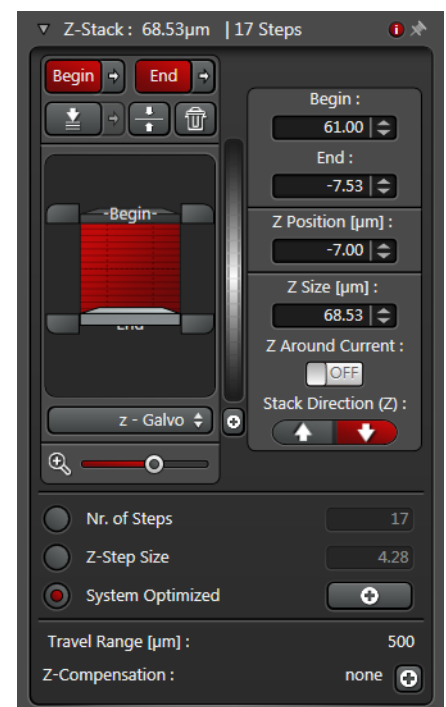 Z-Stack: 68.53µm | 17 Steps
Begin End
Begin :
61.00
End :
-7.53
-Begin-
End
Z Position [µm] :
-7.00
Z Size [µm] :
68.53
Z Around Current :
OFF
Stack Direction (Z) :
z - Galvo
Nr. of Steps 17
Z-Step Size 4.28
System Optimized
Travel Range [µm] : 500
Z-Compensation : none